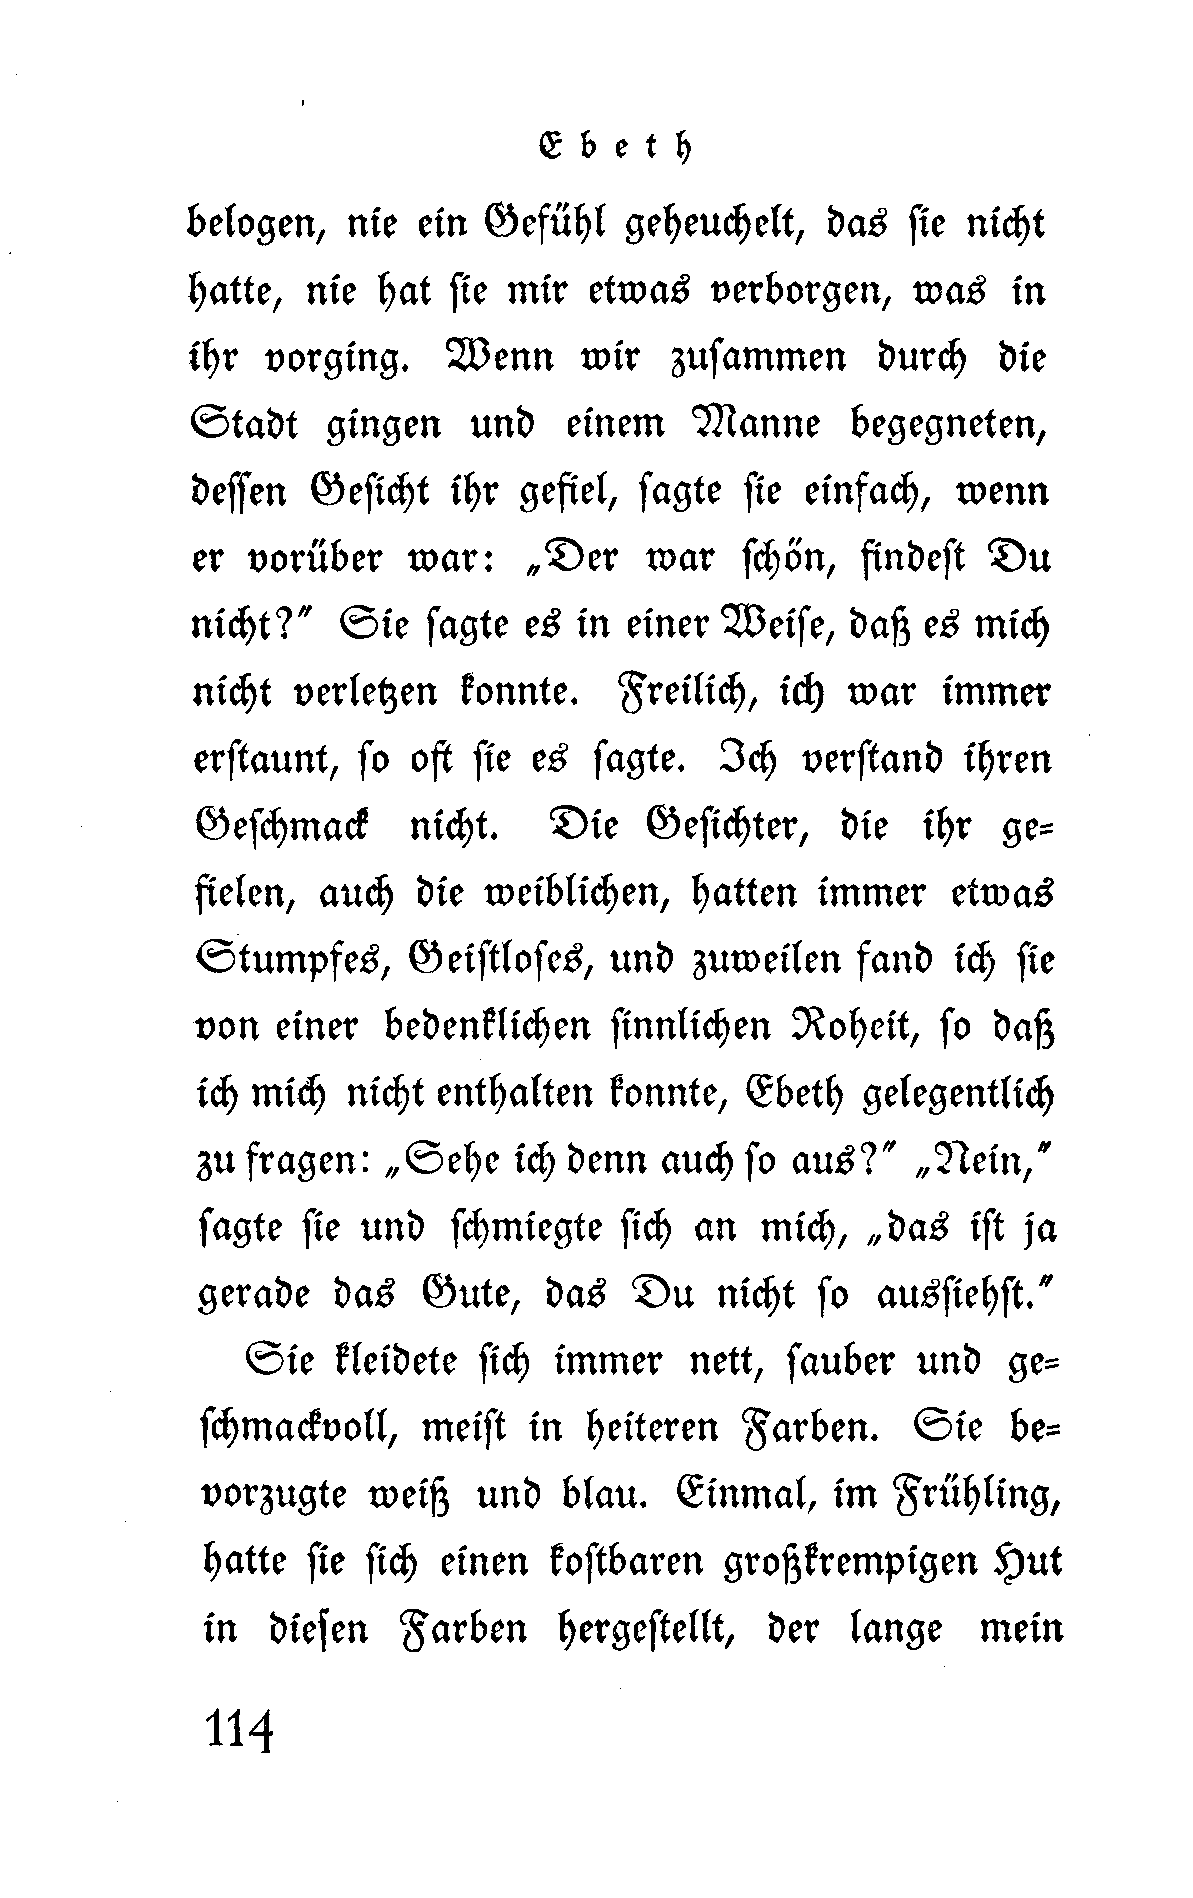 Ebeth
belogen, nie ein Gefühl geheuchelt, das sie nicht
hatte, nie hat sie mir etwas verborgen, was in
ihr vorging. Wenn wir zusammen durch die
Stadt gingen und einem Manne begegneten,
dessen Gesicht ihr gefiel, sagte sie einfach, wenn
er vorüber war: „Der war schön, findest Du
nicht?“ Sie sagte es in einer Weise, daß es mich
nicht verletzen konnte. Freilich, ich war immer
erstaunt, so oft sie es sagte. Ich verstand ihren
Geschmack nicht. Die Gesichter, die ihr ge-
fielen, auch die weiblichen, hatten immer etwas
Stumpfes, Geistloses, und zuweilen fand ich sie
von einer bedenklichen sinnlichen Roheit, so daß
ich mich nicht enthalten konnte, Ebeth gelegentlich
zu fragen: „Sehe ich denn auch so aus?“ „Nein,“
sagte sie und schmiegte sich an mich, „das ist ja
gerade das Gute, das Du nicht so aussiehst.“
Sie kleidete sich immer nett, sauber und ge-
schmackvoll, meist in heiteren Farben. Sie be-
vorzugte weiß und blau. Einmal, im Frühling,
hatte sie sich einen kostbaren großkrempigen Hut
in diesen Farben hergestellt, der lange mein
114